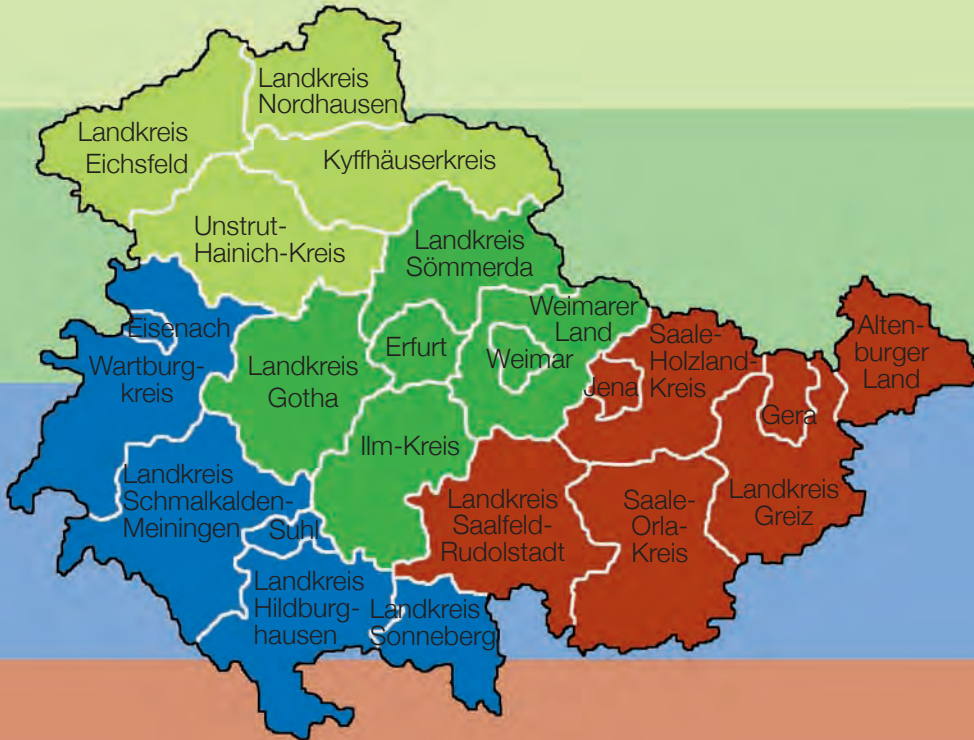 Landkreis
Nordhausen
Landkreis
Eichsfeld
Kyffhäuserkreis
Unstrut-
Hainich-Kreis
Landkreis
Sömmerda
Weimarer
Land
Eisenach
Wartburg-
kreis
Landkreis
Gotha
Erfurt
Weimar
Saale-
Holzland-
Kreis
Jena
Alten-
burger
Land
Gera
Ilm-Kreis
Landkreis
Schmalkalden-
Meiningen
Suhl
Landkreis
Saalfeld-
Rudolstadt
Saale-
Orla-
Kreis
Landkreis
Greiz
Landkreis
Hildburg-
hausen
Landkreis
Sonneberg